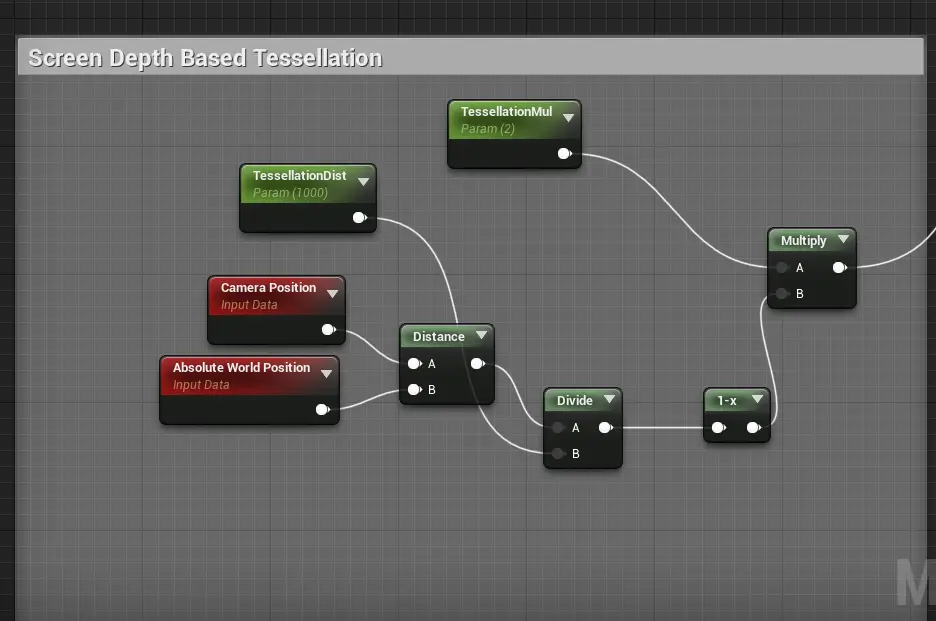 Screen Depth Based Tessellation
TessellationMul
Param (2)
TessellationDist
Param (1000)
Multiply
A
B
Camera Position
Input Data
Distance
A
B
Absolute World Position
Input Data
Divide
A
B
1-x
M